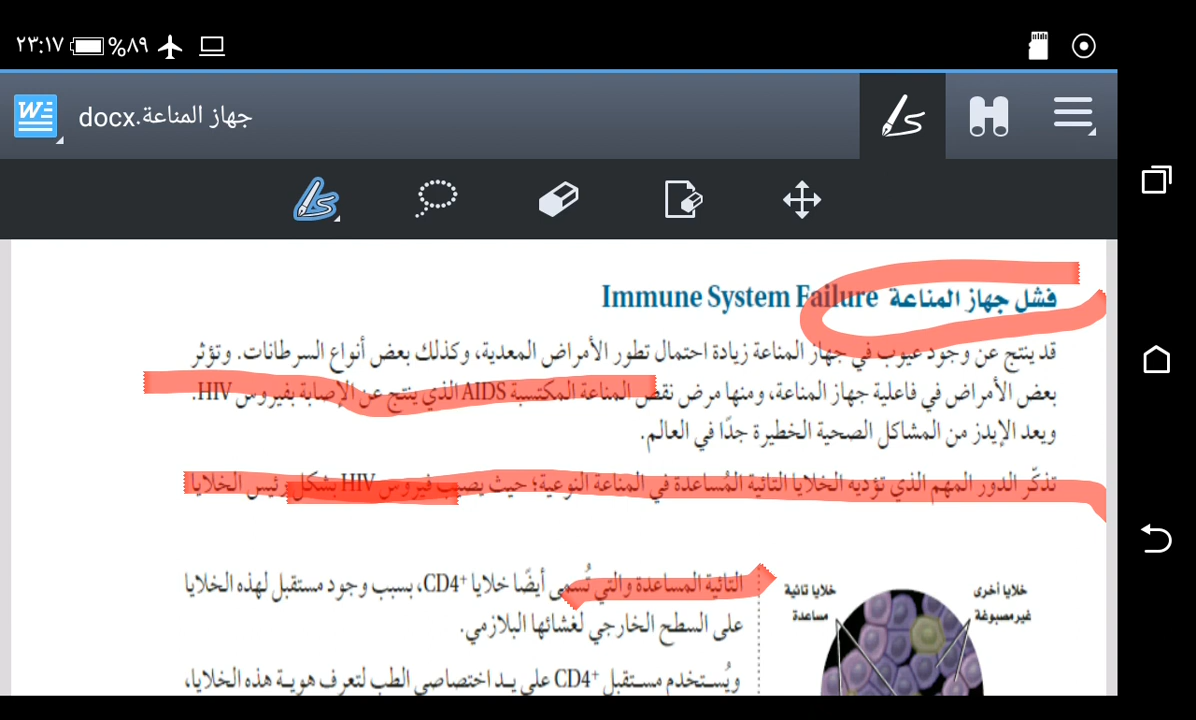 ٢٣:١٧ %٨٩
جهاز المناعة.docx
فشل جهاز المناعة Immune System Failure
قد ينتج عن وجود عيوب في جهاز المناعة زيادة احتمال تطور الأمراض المعدية، وكذلك بعض أنواع السرطانات. وتؤثر
بعض الأمراض في فاعلية جهاز المناعة، ومنها مرض نقص المناعة المكتسبة AIDS الذي ينتج عن الإصابة بفيروس HIV.
ويعد الإيدز من المشاكل الصحية الخطيرة جدًا في العالم.
تذكّر الدور المهم الذي تؤديه الخلايا التائية المُساعدة في المناعة النوعية؛ حيث يصيب فيروس HIV بشكل رئيس الخلايا
التائية المساعدة والتي تُسمى أيضًا خلايا CD4⁺، بسبب وجود مستقبل لهذه الخلايا
على السطح الخارجي لغشائها البلازمي.
ويُستخدم مستقبل CD4⁺ على يد اختصاصي الطب لتعرف هوية هذه الخلايا،
خلايا أخرى
غير مصبوغة
خلايا تائية
مساعدة